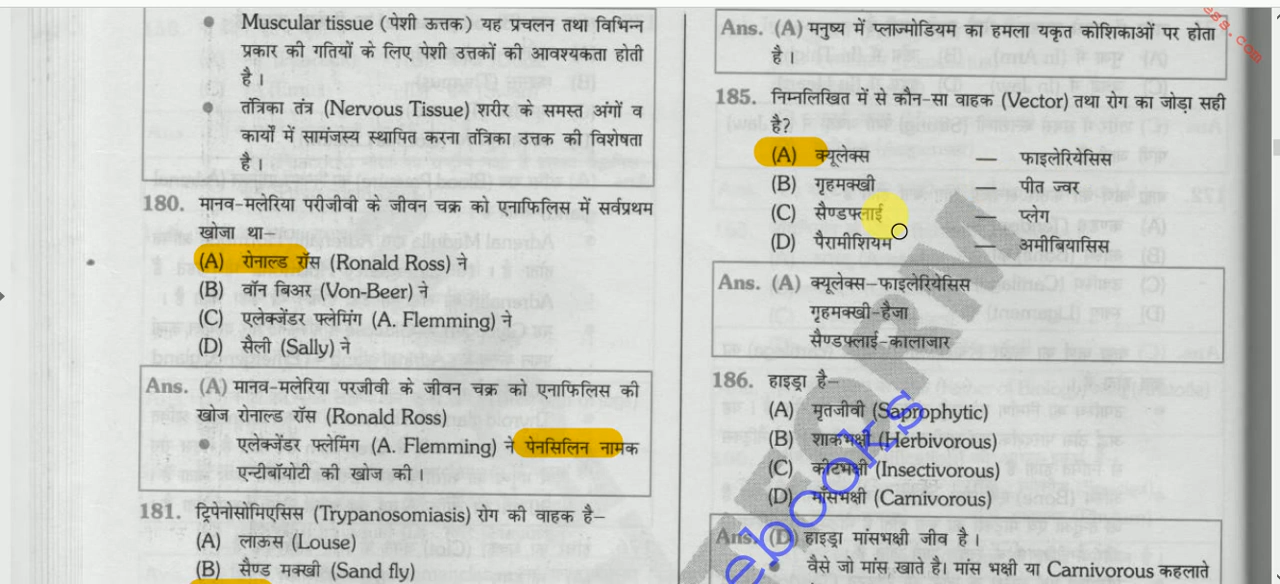 ● Muscular tissue (पेशी ऊत्तक) यह प्रचलन तथा विभिन्न
प्रकार की गतियों के लिए पेशी उत्तकों की आवश्यकता होती
है।
● तंत्रिका तंत्र (Nervous Tissue) शरीर के समस्त अंगों व
कार्यों में सामंजस्य स्थापित करना तंत्रिका उत्तक की विशेषता
है।
180. मानव-मलेरिया परीजीवी के जीवन चक्र को एनाफिलिस में सर्वप्रथम
खोजा था–
(A) रोनाल्ड रॉस (Ronald Ross) ने
(B) वॉन बिअर (Von-Beer) ने
(C) एलेक्जेंडर फ्लेमिंग (A. Flemming) ने
(D) सैली (Sally) ने
Ans. (A) मानव-मलेरिया परजीवी के जीवन चक्र को एनाफिलिस की
खोज रोनाल्ड रॉस (Ronald Ross)
● एलेक्जेंडर फ्लेमिंग (A. Flemming) ने पेनसिलिन नामक
एन्टीबॉयोटी की खोज की।
181. ट्रिपेनोसोमिएसिस (Trypanosomiasis) रोग की वाहक है–
(A) लाऊस (Louse)
(B) सैण्ड मक्खी (Sand fly)
Ans. (A) मनुष्य में प्लाज्मोडियम का हमला यकृत कोशिकाओं पर होता
है।
185. निम्नलिखित में से कौन-सा वाहक (Vector) तथा रोग का जोड़ा सही
है?
(A) क्यूलेक्स — फाइलेरियेसिस
(B) गृहमक्खी — पीत ज्वर
(C) सैण्डफ्लाई — प्लेग
(D) पैरामीशियम — अमीबियासिस
Ans. (A) क्यूलेक्स–फाइलेरियेसिस
गृहमक्खी–हैजा
सैण्डफ्लाई–कालाजार
186. हाइड्रा है–
(A) मृतजीवी (Saprophytic)
(B) शाकभक्षी (Herbivorous)
(C) कीटभक्षी (Insectivorous)
(D) माँसभक्षी (Carnivorous)
Ans. (D) हाइड्रा मांसभक्षी जीव है।
● वैसे जो मांस खाते है। मांस भक्षी या Carnivorous कहलाते
ebooks